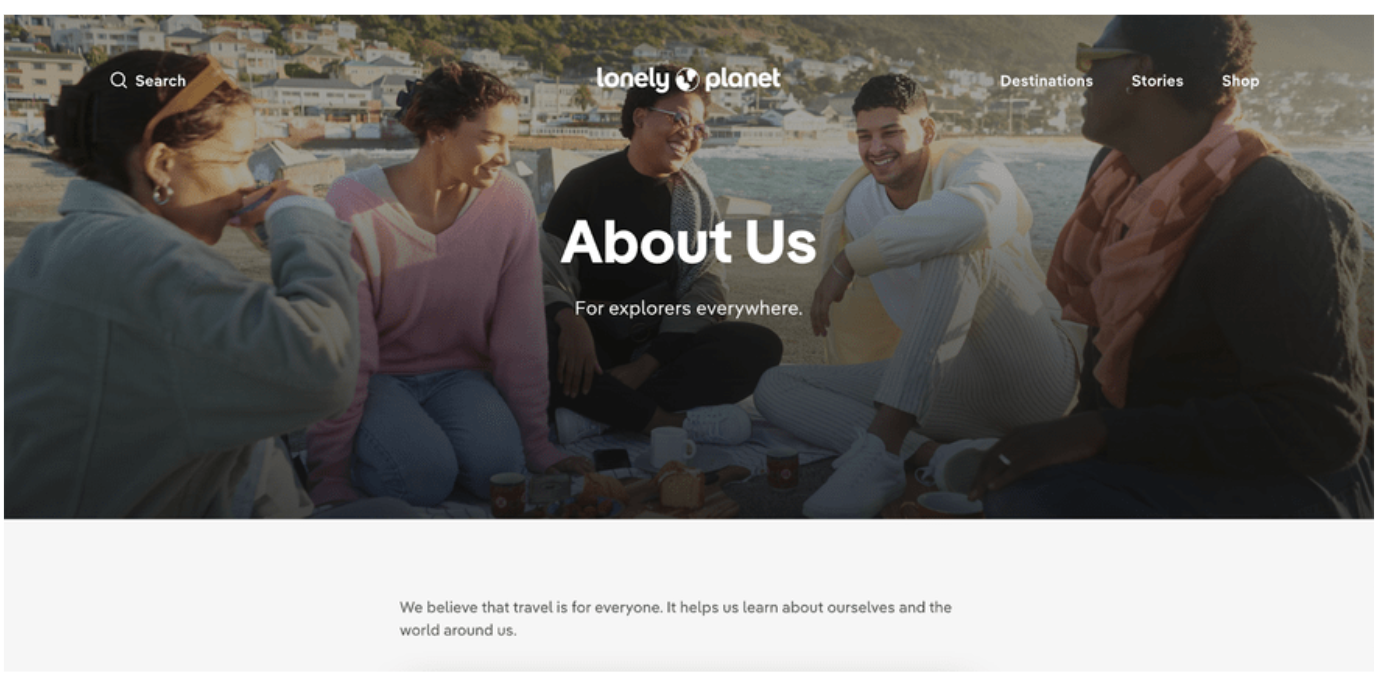 Search
lonely planet
Destinations
Stories
Shop
About Us
For explorers everywhere.
We believe that travel is for everyone. It helps us learn about ourselves and the
world around us.